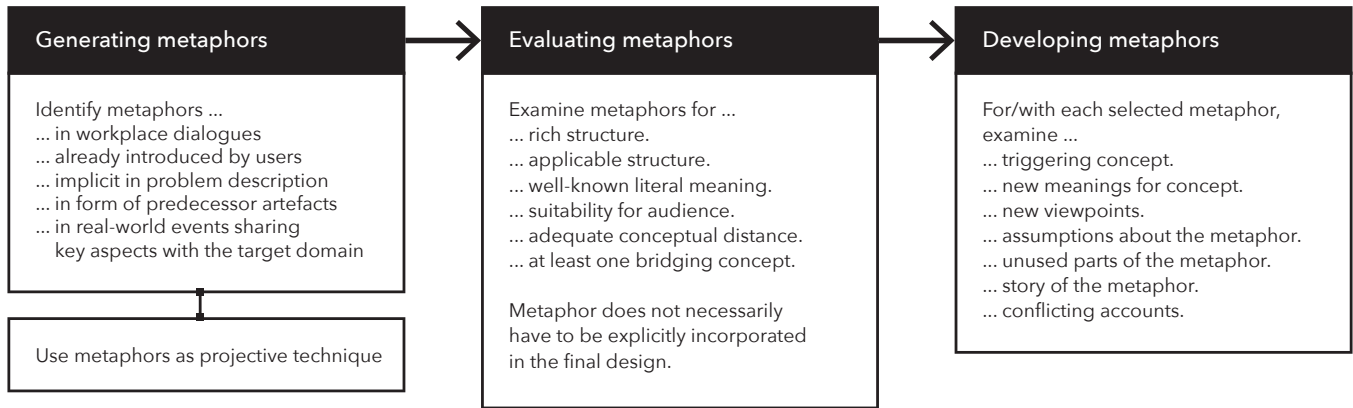 Generating metaphors
Identify metaphors ...
... in workplace dialogues
... already introduced by users
... implicit in problem description
... in form of predecessor artefacts
... in real-world events sharing
key aspects with the target domain
Use metaphors as projective technique
Evaluating metaphors
Examine metaphors for ...
... rich structure.
... applicable structure.
... well-known literal meaning.
... suitability for audience.
... adequate conceptual distance.
... at least one bridging concept.
Metaphor does not necessarily
have to be explicitly incorporated
in the final design.
Developing metaphors
For/with each selected metaphor,
examine ...
... triggering concept.
... new meanings for concept.
... new viewpoints.
... assumptions about the metaphor.
... unused parts of the metaphor.
... story of the metaphor.
... conflicting accounts.